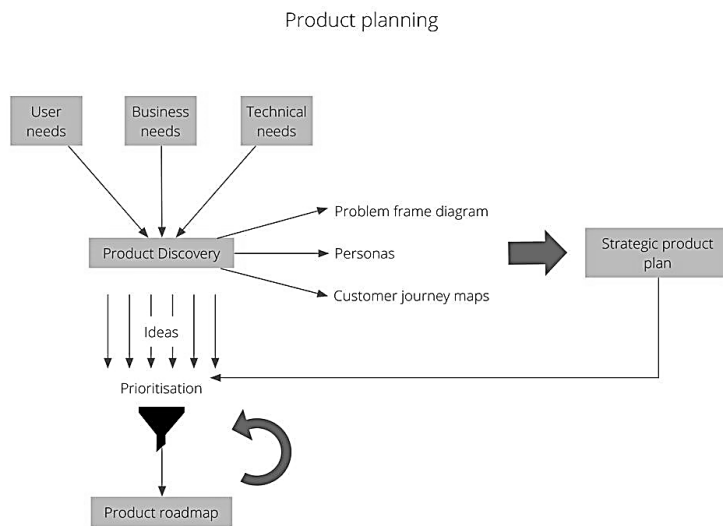 Product planning
User
needs
Business
needs
Technical
needs
Problem frame diagram
Product Discovery
Personas
Strategic product
plan
Customer journey maps
Ideas
Prioritisation
Product roadmap